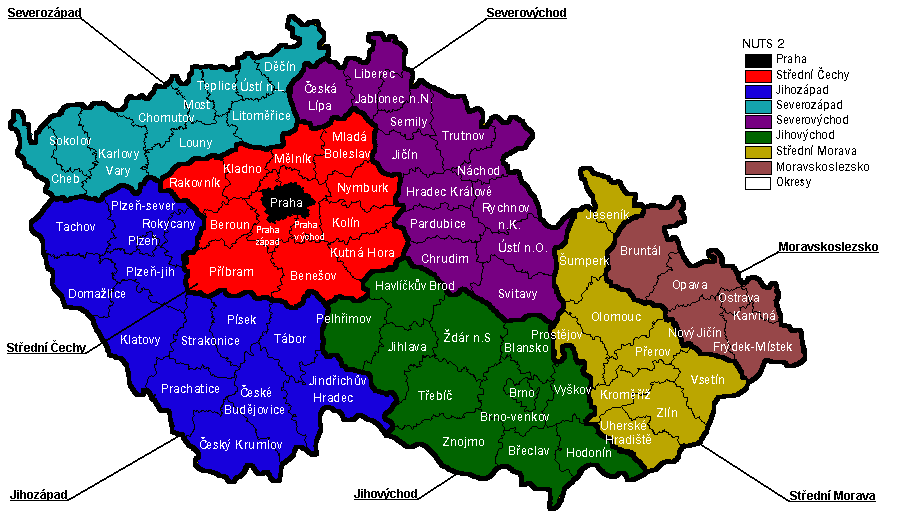 Severozápad
Severovýchod
NUTS 2
Praha
Střední Čechy
Jihozápad
Severozápad
Severovýchod
Jihovýchod
Střední Morava
Moravskoslezsko
Okresy
Děčín
Teplice
Ústí n.L.
Most
Chomutov
Litoměřice
Louny
Sokolov
Karlovy
Vary
Cheb
Česká
Lípa
Liberec
Jablonec n.N.
Semily
Trutnov
Jičín
Náchod
Hradec Králové
Rychnov
n.K.
Pardubice
Ústí n.O.
Chrudim
Svitavy
Mladá
Boleslav
Mělník
Kladno
Rakovník
Nymburk
Praha
Beroun
Praha
západ
Praha
východ
Kolín
Kutná Hora
Příbram
Benešov
Plzeň-sever
Rokycany
Tachov
Plzeň
Plzeň-jih
Domažlice
Klatovy
Písek
Strakonice
Tábor
Prachatice
České
Budějovice
Jindřichův
Hradec
Český Krumlov
Havlíčkův Brod
Pelhřimov
Jihlava
Ždár n.S
Blansko
Třebíč
Brno
Vyškov
Brno-venkov
Znojmo
Břeclav
Hodonín
Jeseník
Šumperk
Olomouc
Prostějov
Přerov
Kroměříž
Vsetín
Zlín
Uherské
Hradiště
Bruntál
Opava
Ostrava
Karviná
Nový Jičín
Frýdek-Místek
Moravskoslezsko
Střední Čechy
Jihozápad
Jihovýchod
Střední Morava